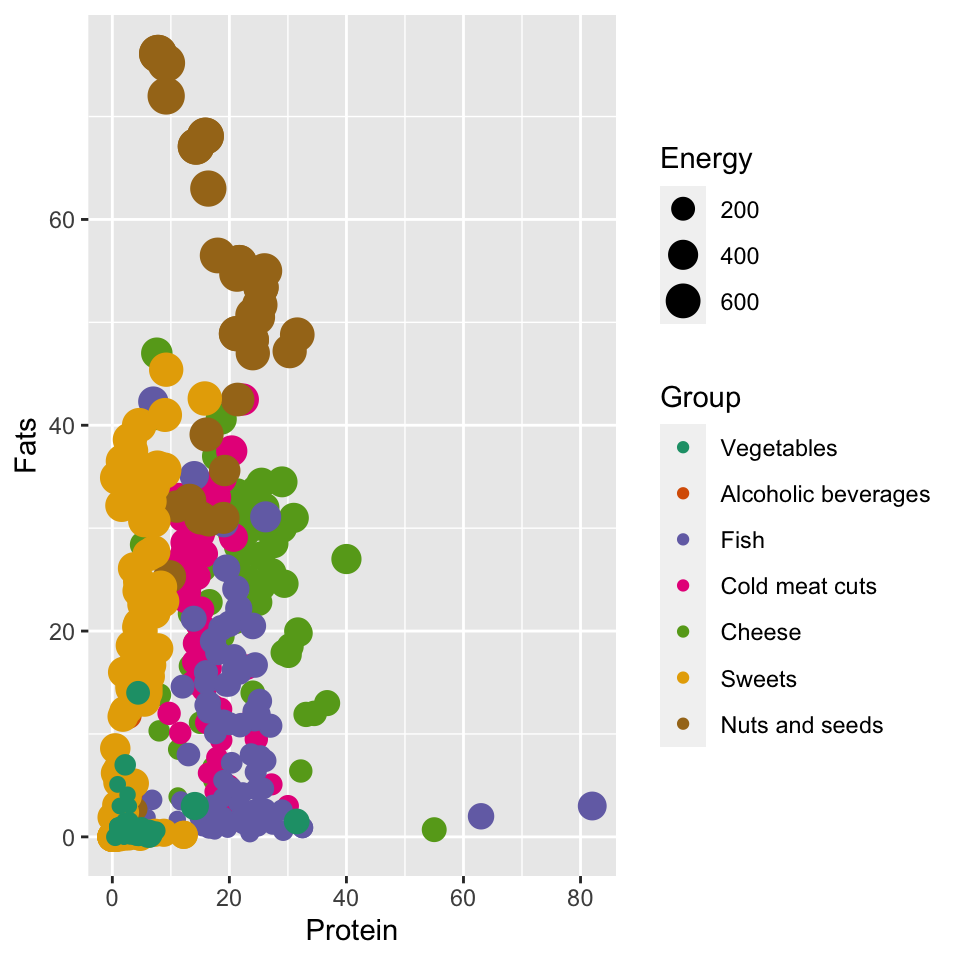 Energy
200
400
600
Group
Vegetables
Alcoholic beverages
Fish
Cold meat cuts
Cheese
Sweets
Nuts and seeds
Fats
60
40
20
0
0 20 40 60 80
Protein